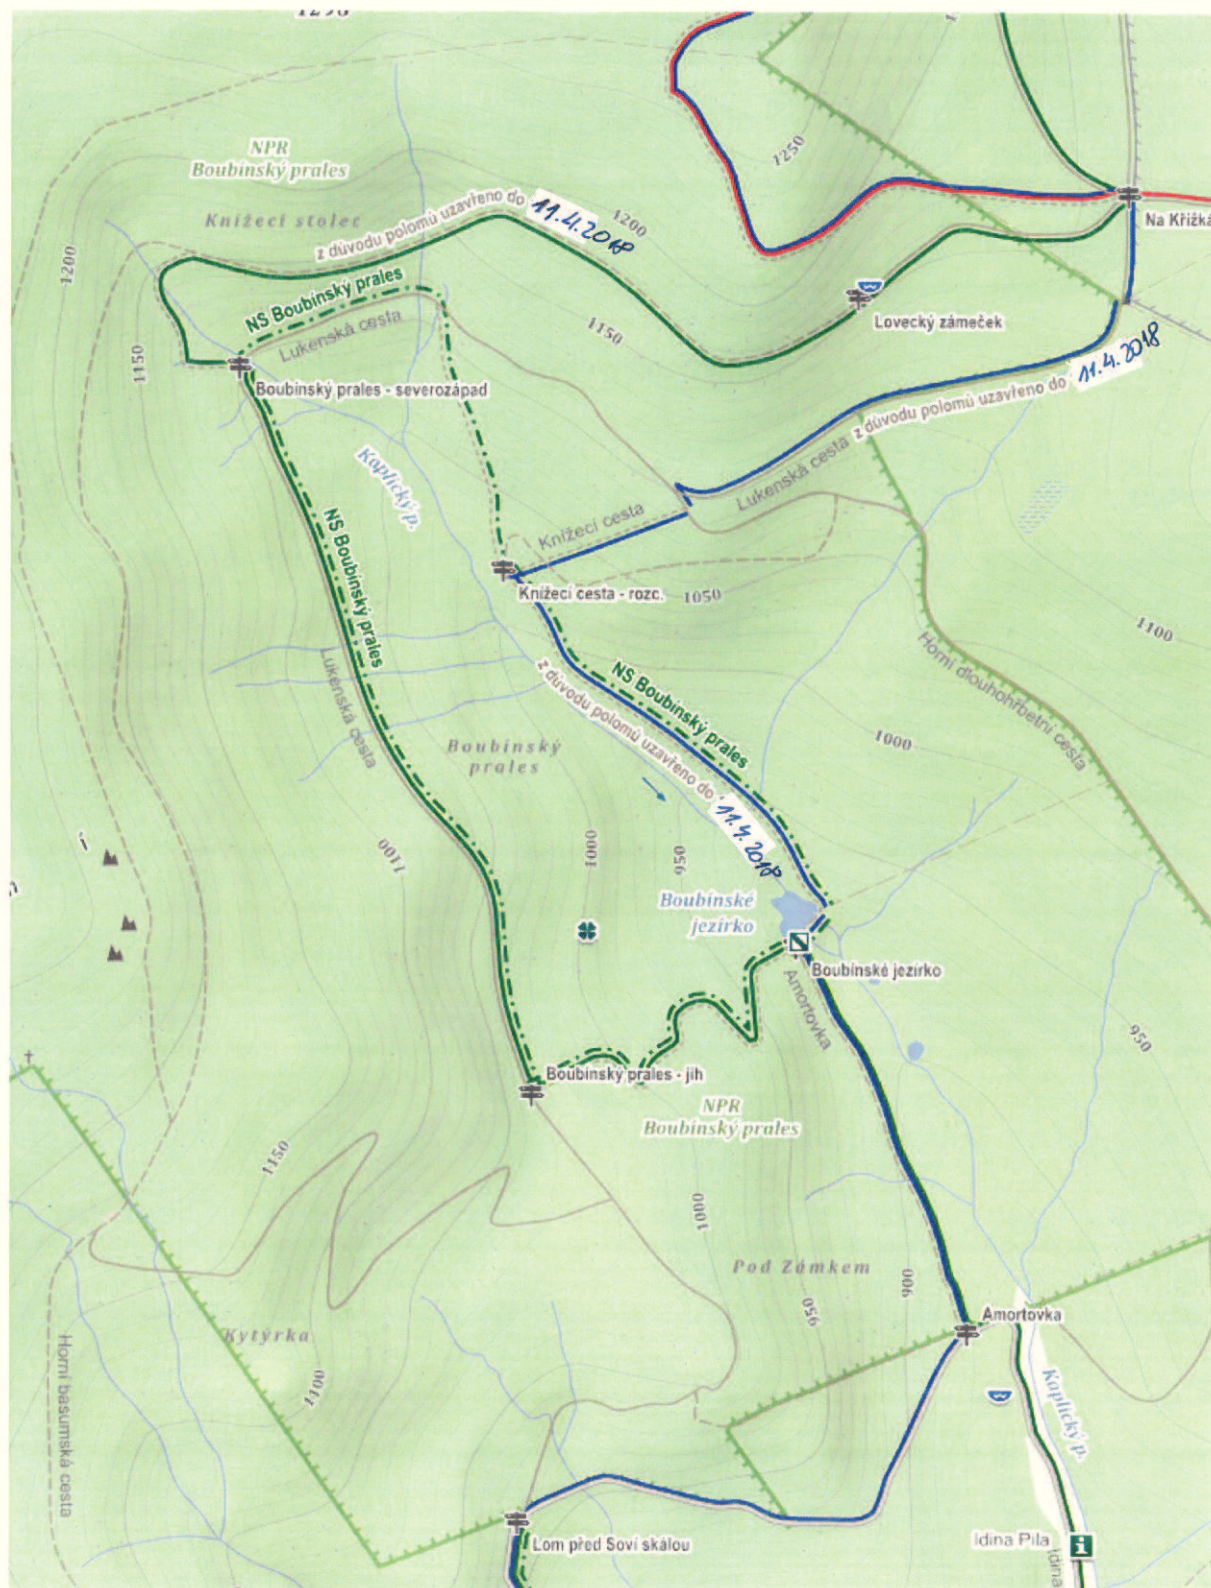 1250
NPR
Boubínský prales
Knížecí stolec
z důvodu polomů uzavřeno do 11.4.2018
1200
Na Křížká
1200
NS Boubínský prales
Lukenská cesta
1150
Lovecký zámeček
1150
Boubínský prales - severozápad
z důvodu polomů uzavřeno do 11.4.2018
Lukenská cesta
Kaplický p.
Knížecí cesta
NS Boubínský prales
Knížecí cesta - rozc.
1050
1100
Horní dlouhohřbetní cesta
Lukenská cesta
NS Boubínský prales
z důvodu polomů uzavřeno do 11.4.2018
Boubínský
prales
1000
1100
1000
950
Boubínské
jezírko
Boubínské jezírko
Amortovka
950
Boubínský prales - jih
NPR
Boubínský prales
1150
1000
Pod Zámkem
900
950
Amortovka
Kytýrka
1100
Horní basumská cesta
Kaplický p.
Lom před Soví skálou
Idina Pila
Idina